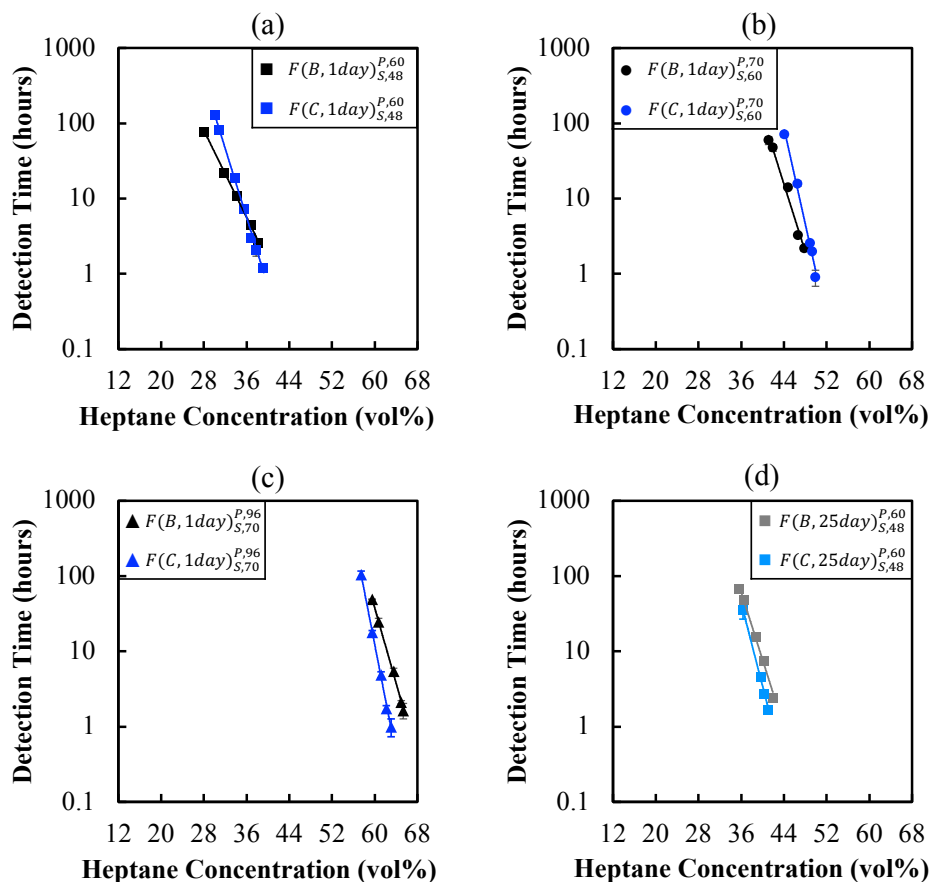 (a)
1000
100
10
1
0.1
Detection Time (hours)
F(B, 1day)^{P,60}_{S,48}
F(C, 1day)^{P,60}_{S,48}
12 20 28 36 44 52 60 68
Heptane Concentration (vol%)
(b)
1000
100
10
1
0.1
Detection Time (hours)
F(B, 1day)^{P,70}_{S,60}
F(C, 1day)^{P,70}_{S,60}
12 20 28 36 44 52 60 68
Heptane Concentration (vol%)
(c)
1000
100
10
1
0.1
Detection Time (hours)
F(B, 1day)^{P,96}_{S,70}
F(C, 1day)^{P,96}_{S,70}
12 20 28 36 44 52 60 68
Heptane Concentration (vol%)
(d)
1000
100
10
1
0.1
Detection Time (hours)
F(B, 25day)^{P,60}_{S,48}
F(C, 25day)^{P,60}_{S,48}
12 20 28 36 44 52 60 68
Heptane Concentration (vol%)